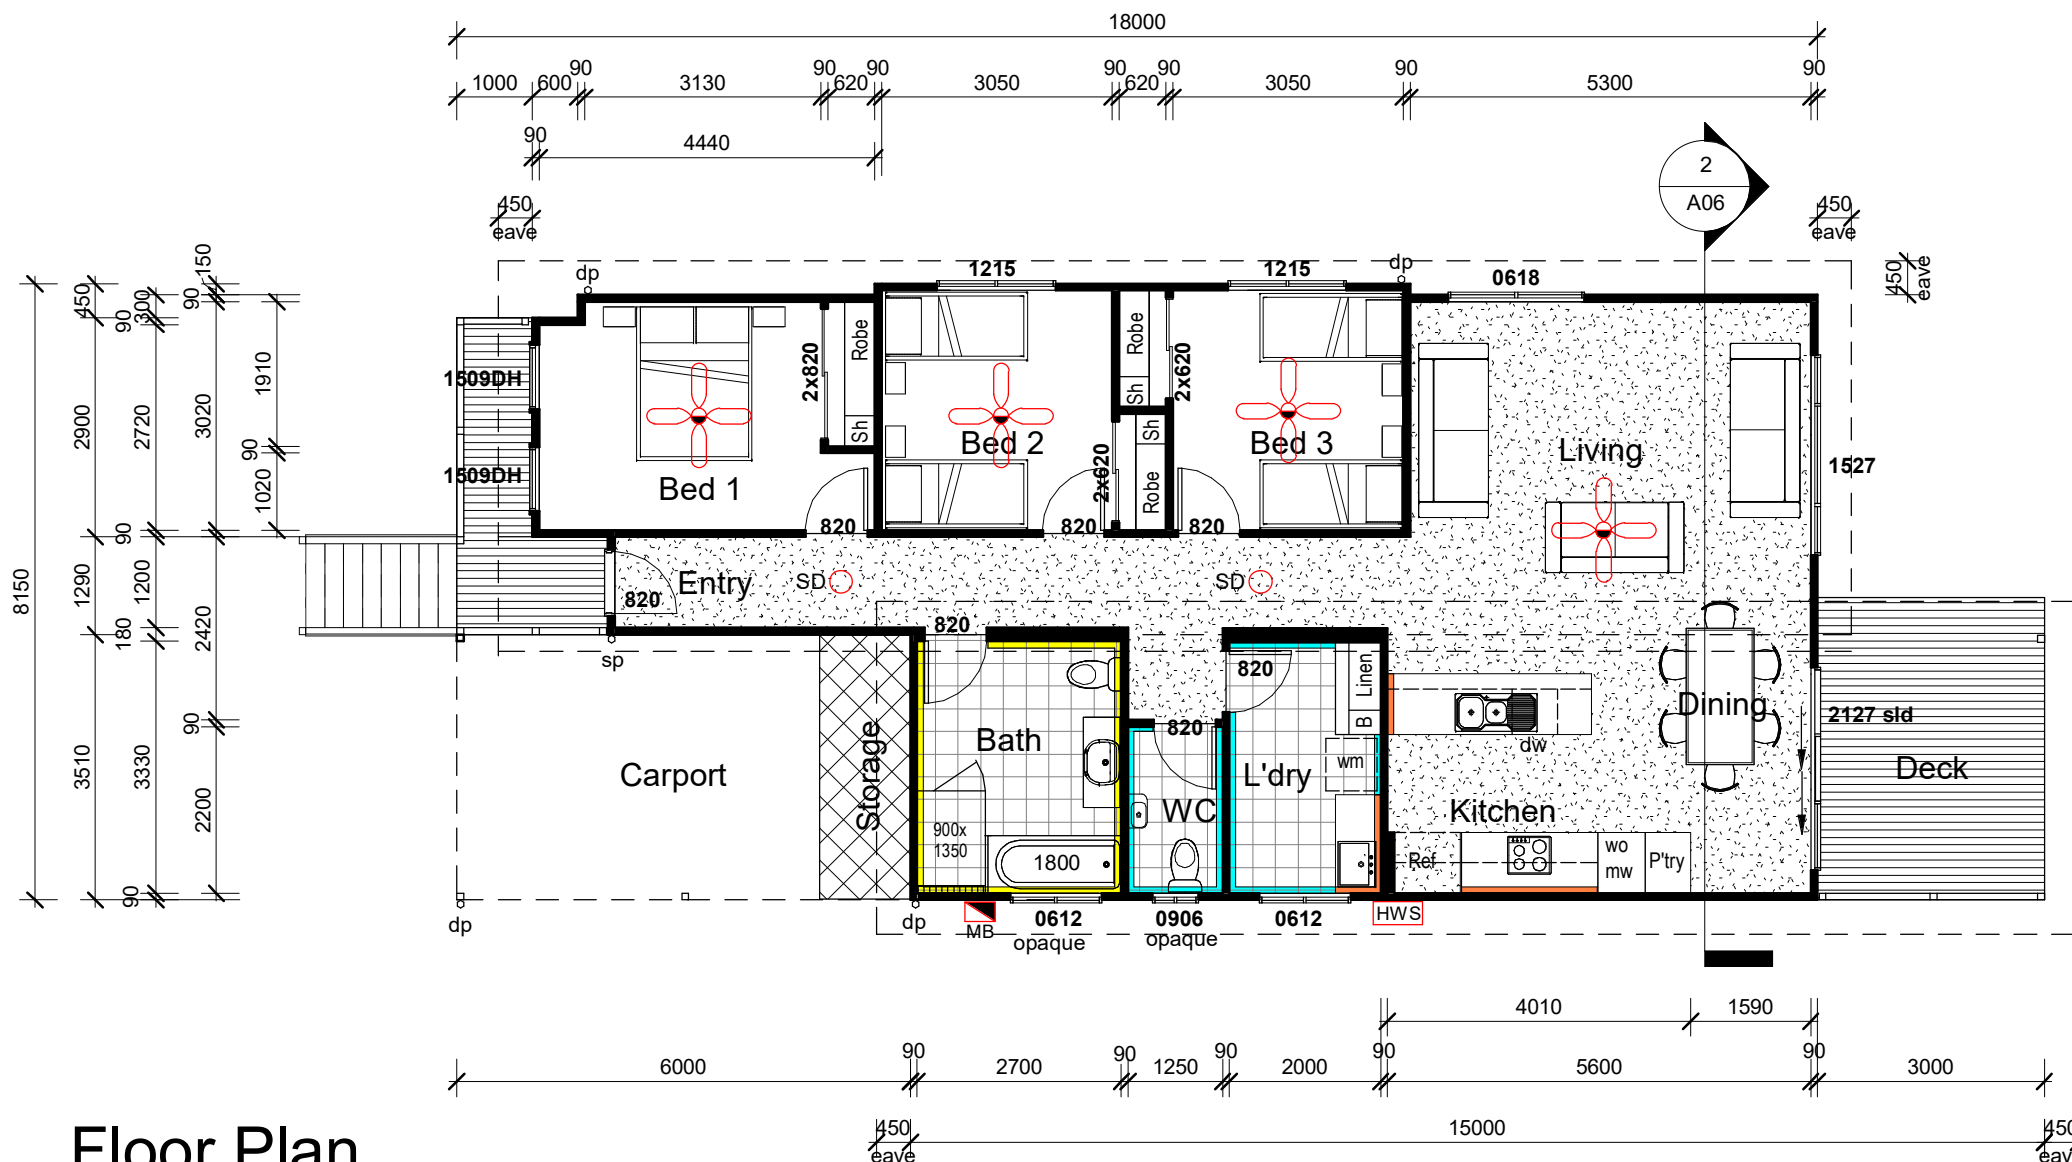 18000
1000
600
90
3130
90
620
90
3050
90
620
90
3050
90
5300
90
90
4440
2
A06
450
eave
450
eave
450
eave
8150
450
2900
90
1290
3510
90
300
2720
1200
180
3330
90
150
90
3020
2420
90
2200
1910
90
1020
dp
1215
1215
dp
0618
1509DH
1509DH
2x820
Robe
Sh
Bed 1
820
Bed 2
820
Robe
Sh
2x620
2x620
Sh
Robe
Bed 3
820
Living
1527
Entry
820
SD
SD
sp
820
Carport
Storage
Bath
900x
1350
1800
820
WC
820
Linen
B
wm
L'dry
dw
Kitchen
Ref
wo
mw
P'try
Dining
2127 sld
Deck
dp
dp
MB
0612
opaque
0906
opaque
0612
HWS
4010
1590
6000
90
2700
90
1250
90
2000
90
5600
90
3000
450
eave
15000
450
eave
Floor Plan